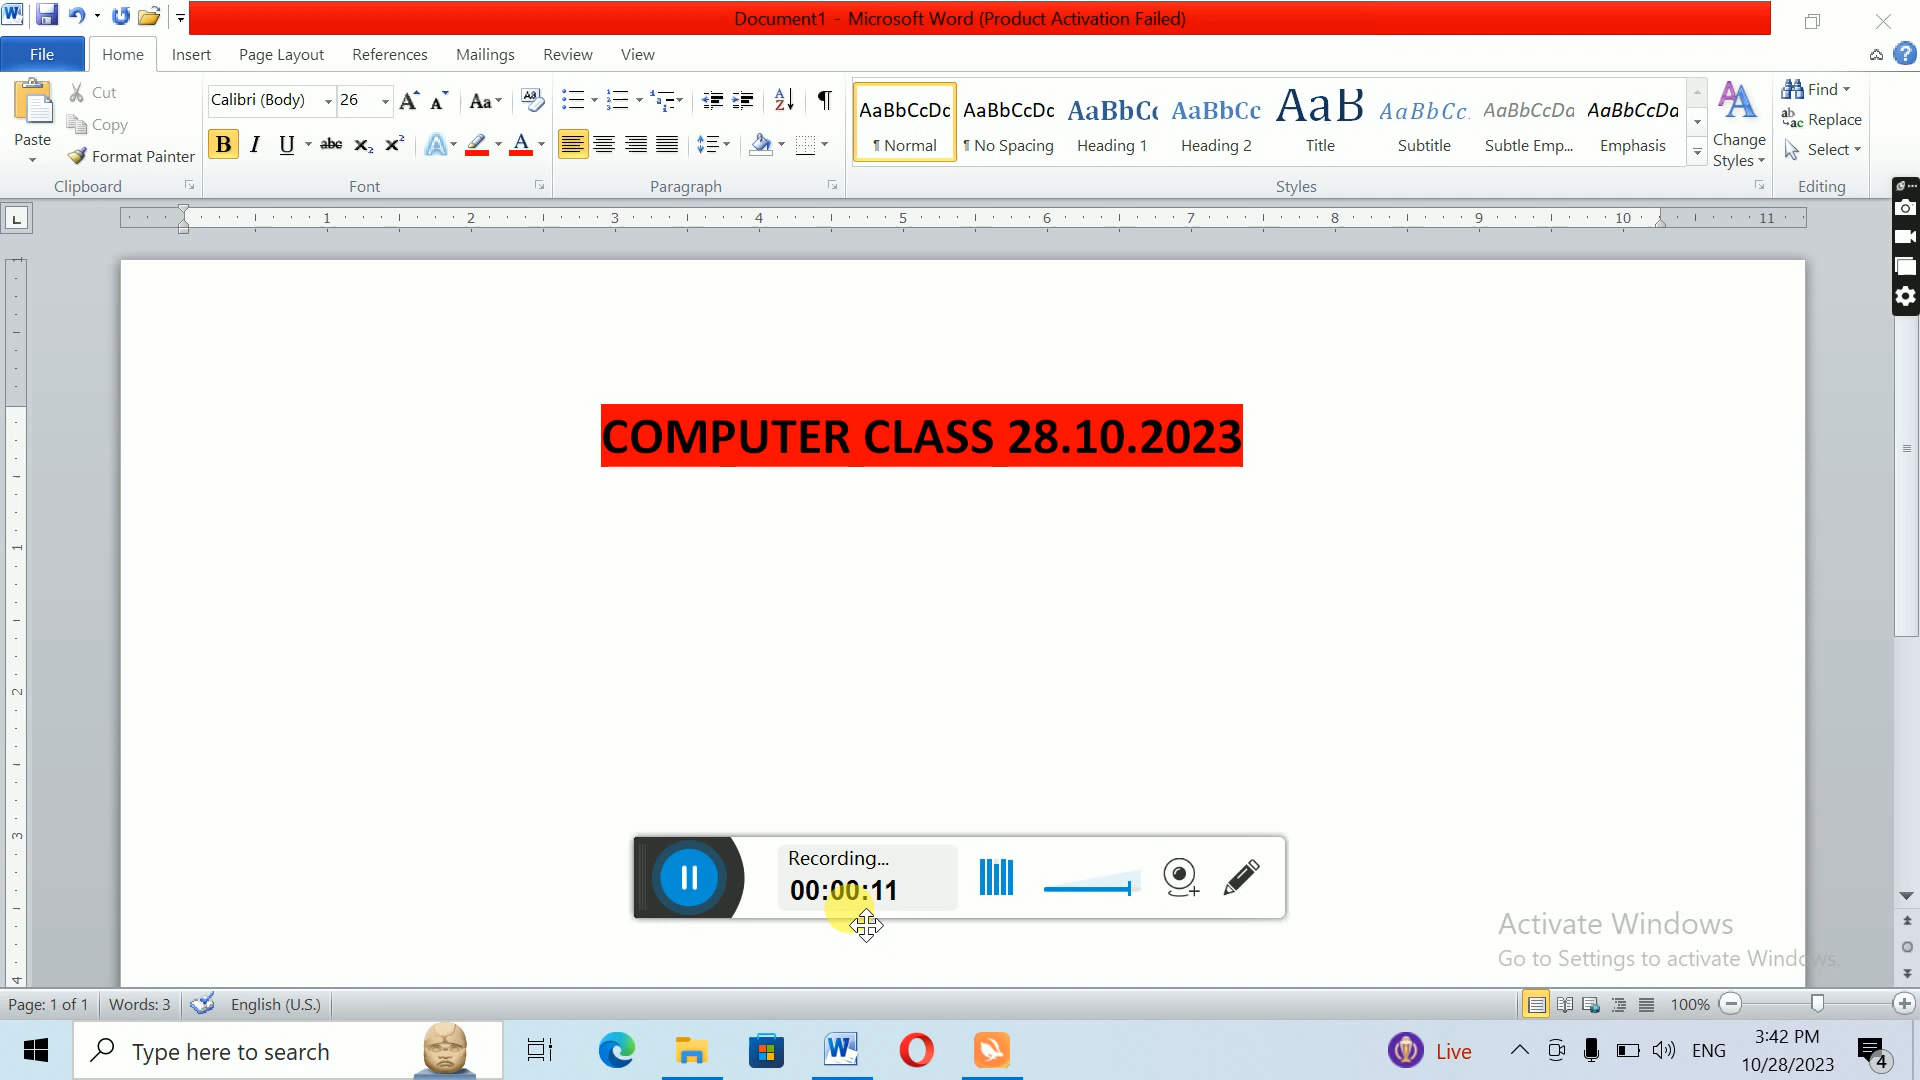 Document1 - Microsoft Word (Product Activation Failed)
File Home Insert Page Layout References Mailings Review View
Paste
Cut
Copy
Format Painter
Clipboard
Calibri (Body) 26
Font
Paragraph
AaBbCcDc AaBbCcDc AaBbC AaBbCc AaB AaBbCc. AaBbCcDa AaBbCcDa
¶ Normal ¶ No Spacing Heading 1 Heading 2 Title Subtitle Subtle Emp... Emphasis
Change Styles
Styles
Find
Replace
Select
Editing
1 2 3 4 5 6 7 8 9 10 11
COMPUTER CLASS 28.10.2023
Recording...
00:00:11
Activate Windows
Go to Settings to activate Windows.
Page: 1 of 1 Words: 3 English (U.S.) 100%
Type here to search
Live
ENG
3:42 PM
10/28/2023
4